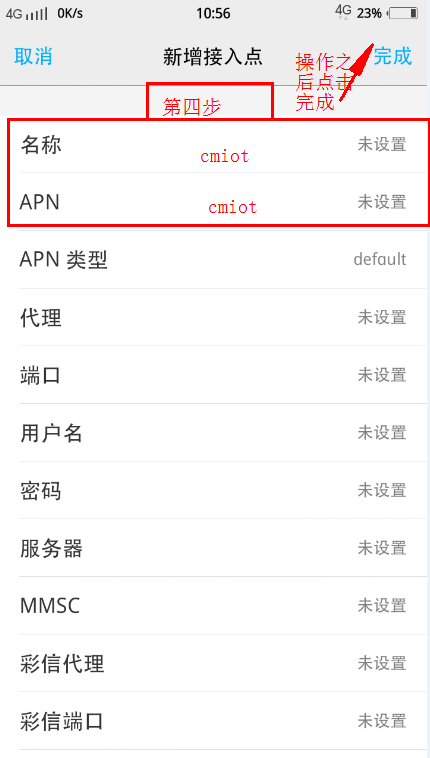 4G 0K/s 10:56 4G 23%
取消 新增接入点 完成
操作之
后点击
完成
第四步
名称 cmiot 未设置
APN cmiot 未设置
APN 类型 default
代理 未设置
端口 未设置
用户名 未设置
密码 未设置
服务器 未设置
MMSC 未设置
彩信代理 未设置
彩信端口 未设置